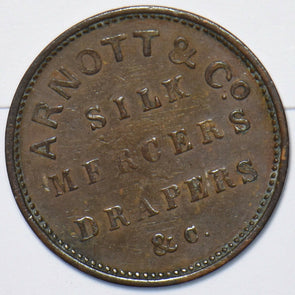 ARNOTT & Co
SILK
MERCERS
DRAPERS
& C.